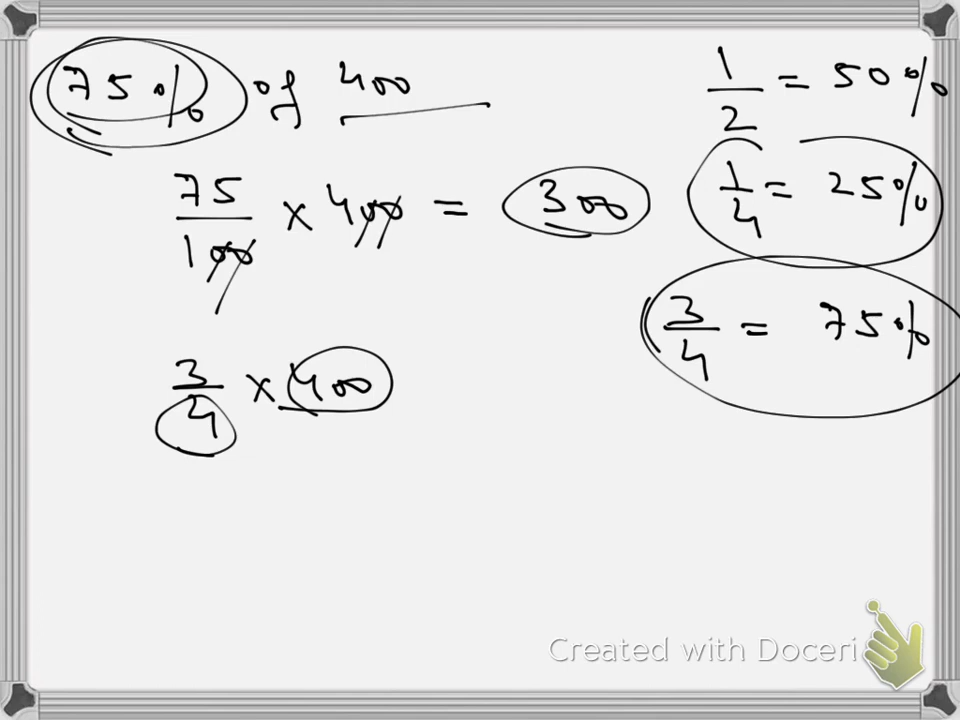 75% of 400
75/100 × 400 = 300
3/4 × 400
1/2 = 50%
1/4 = 25%
3/4 = 75%
Created with Doceri